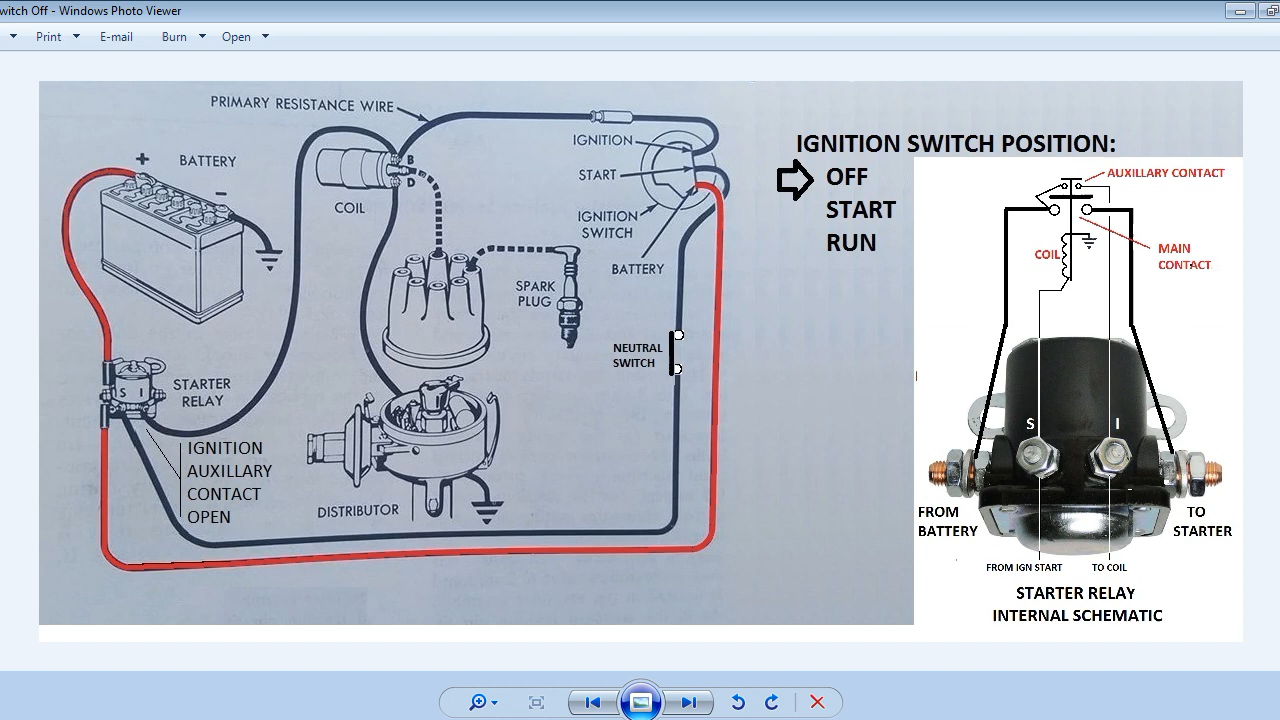 witch Off - Windows Photo Viewer
Print
E-mail
Burn
Open
PRIMARY RESISTANCE WIRE
+
BATTERY
-
B
D
COIL
IGNITION
START
IGNITION
SWITCH
BATTERY
SPARK
PLUG
NEUTRAL
SWITCH
S I
STARTER
RELAY
IGNITION
AUXILLARY
CONTACT
OPEN
DISTRIBUTOR
IGNITION SWITCH POSITION:
OFF
START
RUN
AUXILLARY CONTACT
COIL
MAIN
CONTACT
S
I
FROM
BATTERY
TO
STARTER
FROM IGN START
TO COIL
STARTER RELAY
INTERNAL SCHEMATIC